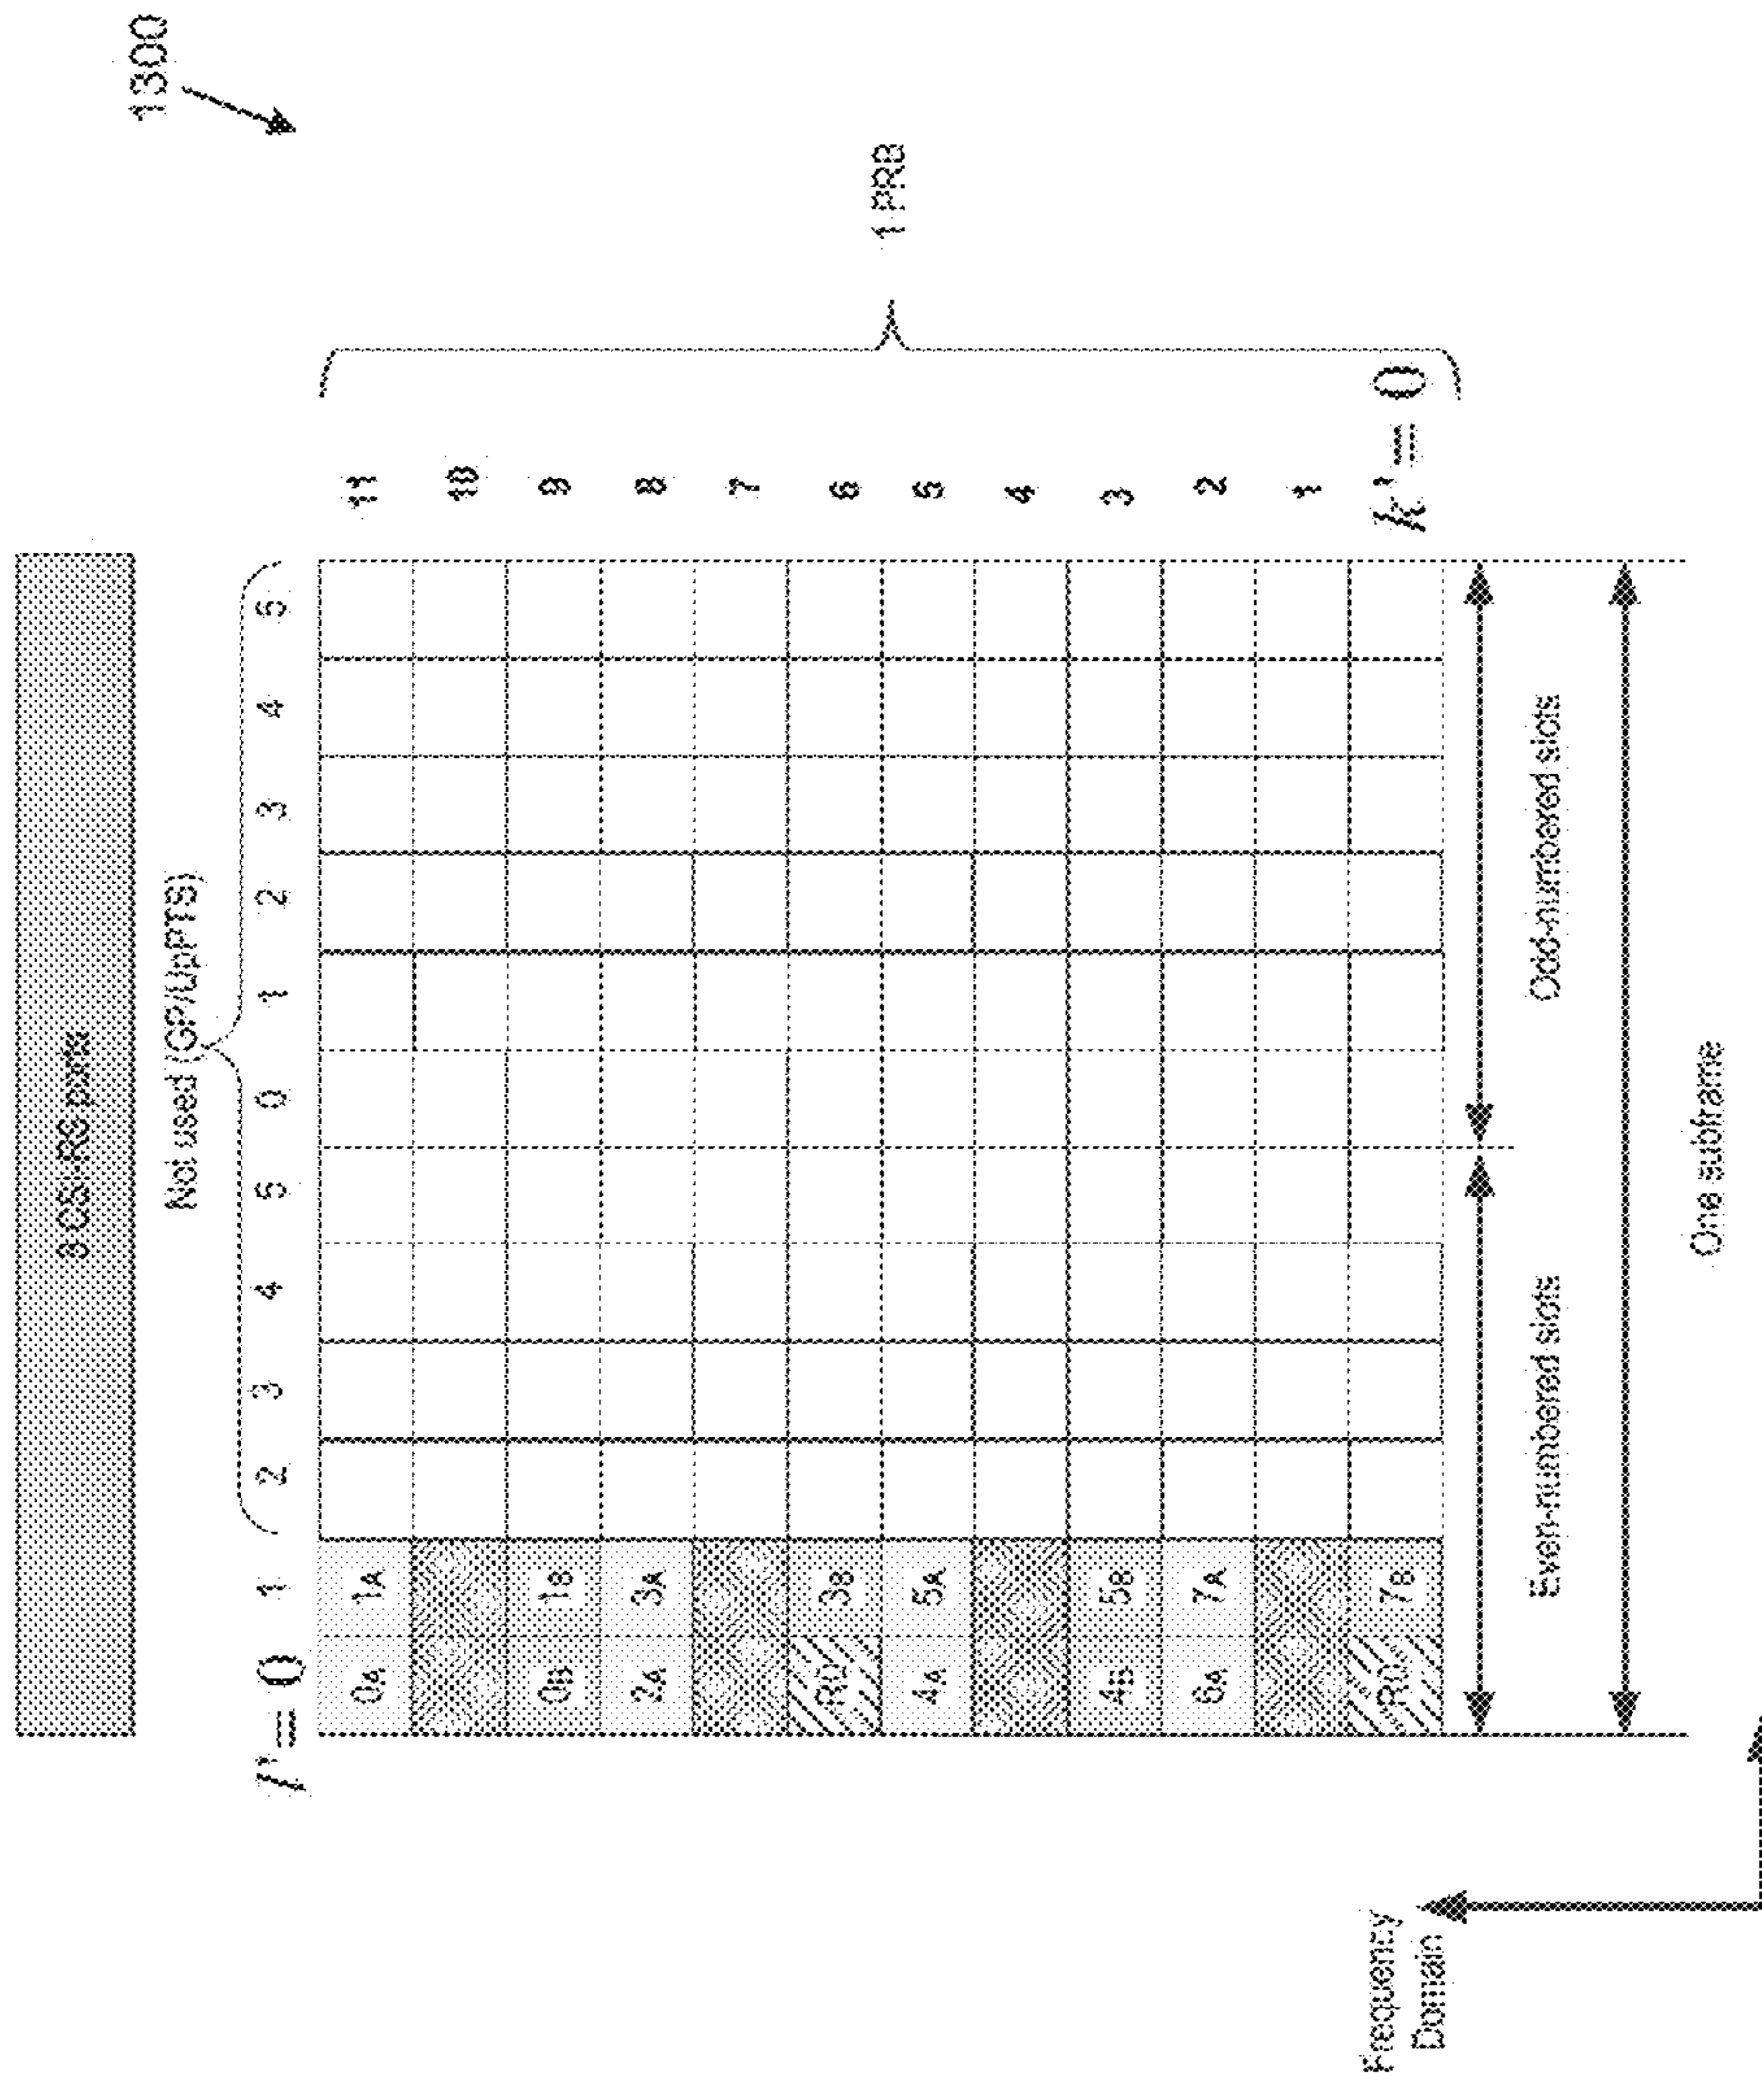 8 CSI-RS ports
1300
Not used (GP/UpPTS)
l' = 0 1 2 3 4 5 0 1 2 3 4 5
0A 1A 11
10
0B 1B 9
2A 3A 8
7
3B 6
4A 5A 5
1 PRB
4
4B 5B 3
6A 7A 2
1
7B k' = 0
Even-numbered slots Odd-numbered slots
One subframe
Frequency
Domain